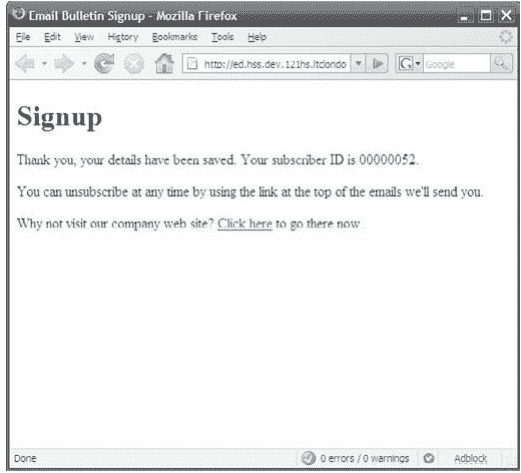 Email Bulletin Signup - Mozilla Firefox
File Edit View History Bookmarks Tools Help
http://ed.hss.dev.121hs.ltclondo Google
Signup
Thank you, your details have been saved. Your subscriber ID is 00000052.
You can unsubscribe at any time by using the link at the top of the emails we'll send you.
Why not visit our company web site? Click here to go there now.
Done 0 errors / 0 warnings Adblock